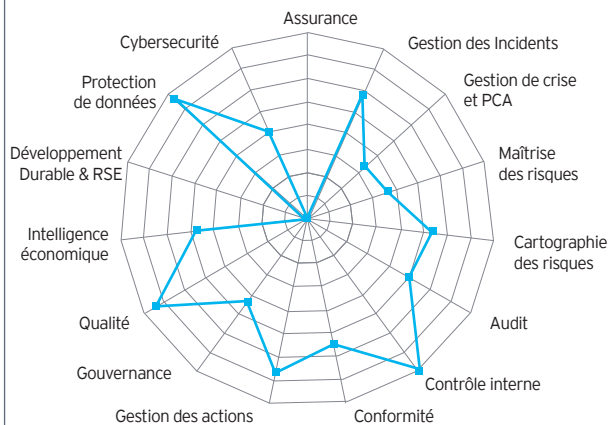 Assurance
Gestion des Incidents
Gestion de crise
et PCA
Maîtrise
des risques
Cartographie
des risques
Audit
Contrôle interne
Conformité
Gestion des actions
Gouvernance
Qualité
Intelligence
économique
Développement
Durable & RSE
Protection
de données
Cybersecurité